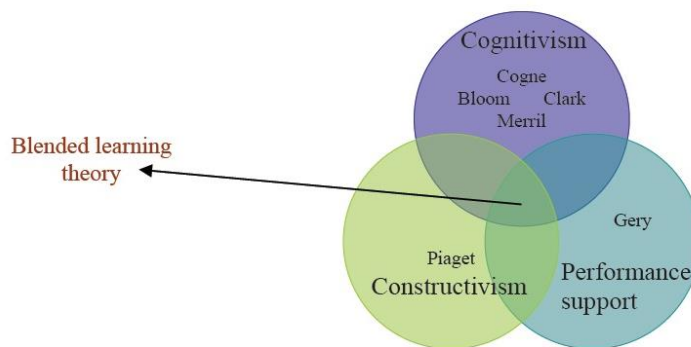 Cognitivism
Cogne
Bloom Clark
Merril
Blended learning
theory
Gery
Piaget
Constructivism
Performance
support